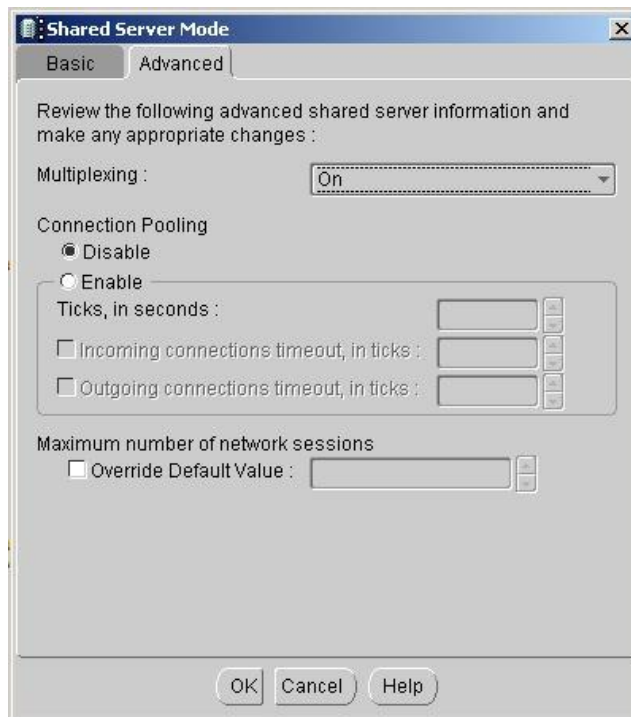 Shared Server Mode
Basic Advanced
Review the following advanced shared server information and
make any appropriate changes :
Multiplexing : On
Connection Pooling
Disable
Enable
Ticks, in seconds :
Incoming connections timeout, in ticks :
Outgoing connections timeout, in ticks :
Maximum number of network sessions
Override Default Value :
OK Cancel Help